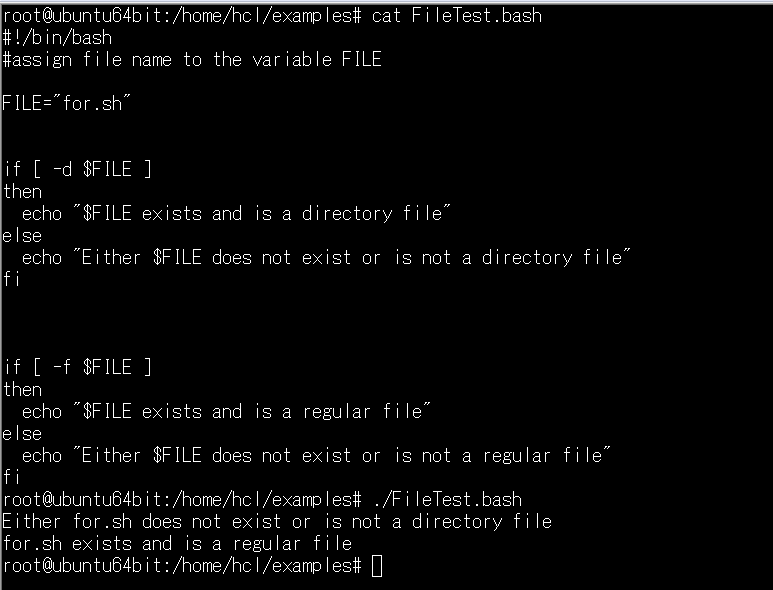 root@ubuntu64bit:/home/hcl/examples# cat FileTest.bash
#!/bin/bash
#assign file name to the variable FILE
FILE="for.sh"
if [ -d $FILE ]
then
  echo "$FILE exists and is a directory file"
else
  echo "Either $FILE does not exist or is not a directory file"
fi
if [ -f $FILE ]
then
  echo "$FILE exists and is a regular file"
else
  echo "Either $FILE does not exist or is not a regular file"
fi
root@ubuntu64bit:/home/hcl/examples# ./FileTest.bash
Either for.sh does not exist or is not a directory file
for.sh exists and is a regular file
root@ubuntu64bit:/home/hcl/examples#